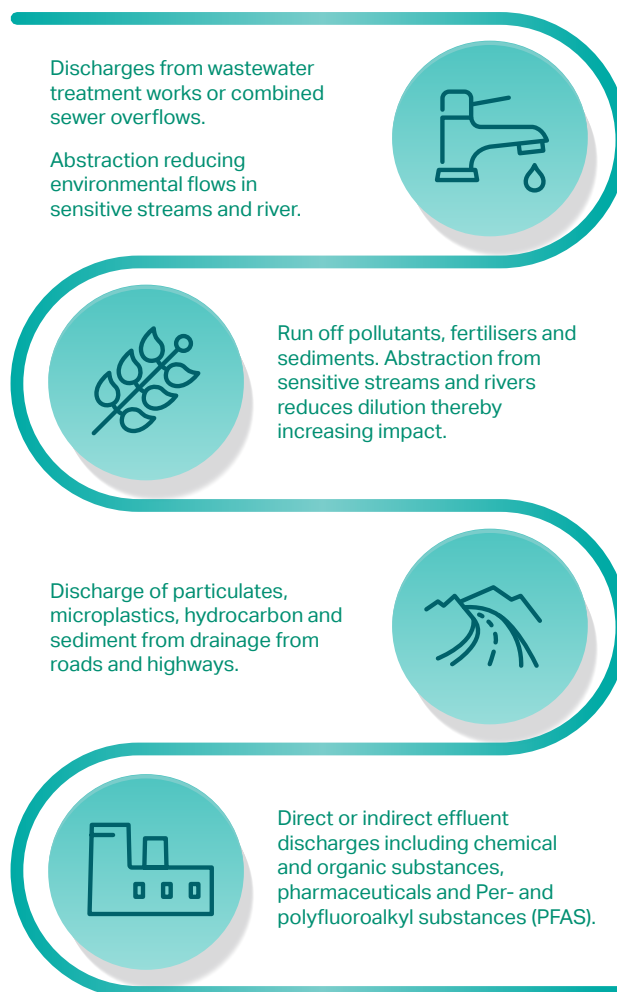 Discharges from wastewater
treatment works or combined
sewer overflows.
Abstraction reducing
environmental flows in
sensitive streams and river.
Run off pollutants, fertilisers and
sediments. Abstraction from
sensitive streams and rivers
reduces dilution thereby
increasing impact.
Discharge of particulates,
microplastics, hydrocarbon and
sediment from drainage from
roads and highways.
Direct or indirect effluent
discharges including chemical
and organic substances,
pharmaceuticals and Per- and
polyfluoroalkyl substances (PFAS).